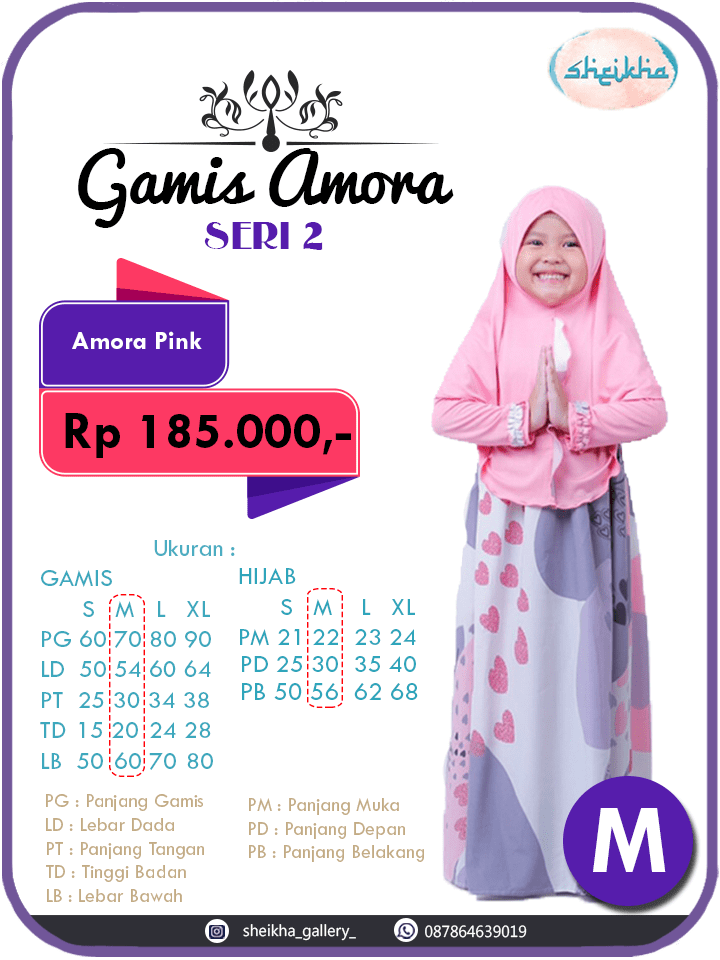 sheikha
Gamis Amora
SERI 2
Amora Pink
Rp 185.000,-
Ukuran :
GAMIS
S M L XL
PG 60 70 80 90
LD 50 54 60 64
PT 25 30 34 38
TD 15 20 24 28
LB 50 60 70 80
HIJAB
S M L XL
PM 21 22 23 24
PD 25 30 35 40
PB 50 56 62 68
PG : Panjang Gamis
LD : Lebar Dada
PT : Panjang Tangan
TD : Tinggi Badan
LB : Lebar Bawah
PM : Panjang Muka
PD : Panjang Depan
PB : Panjang Belakang
M
sheikha_gallery_ 087864639019